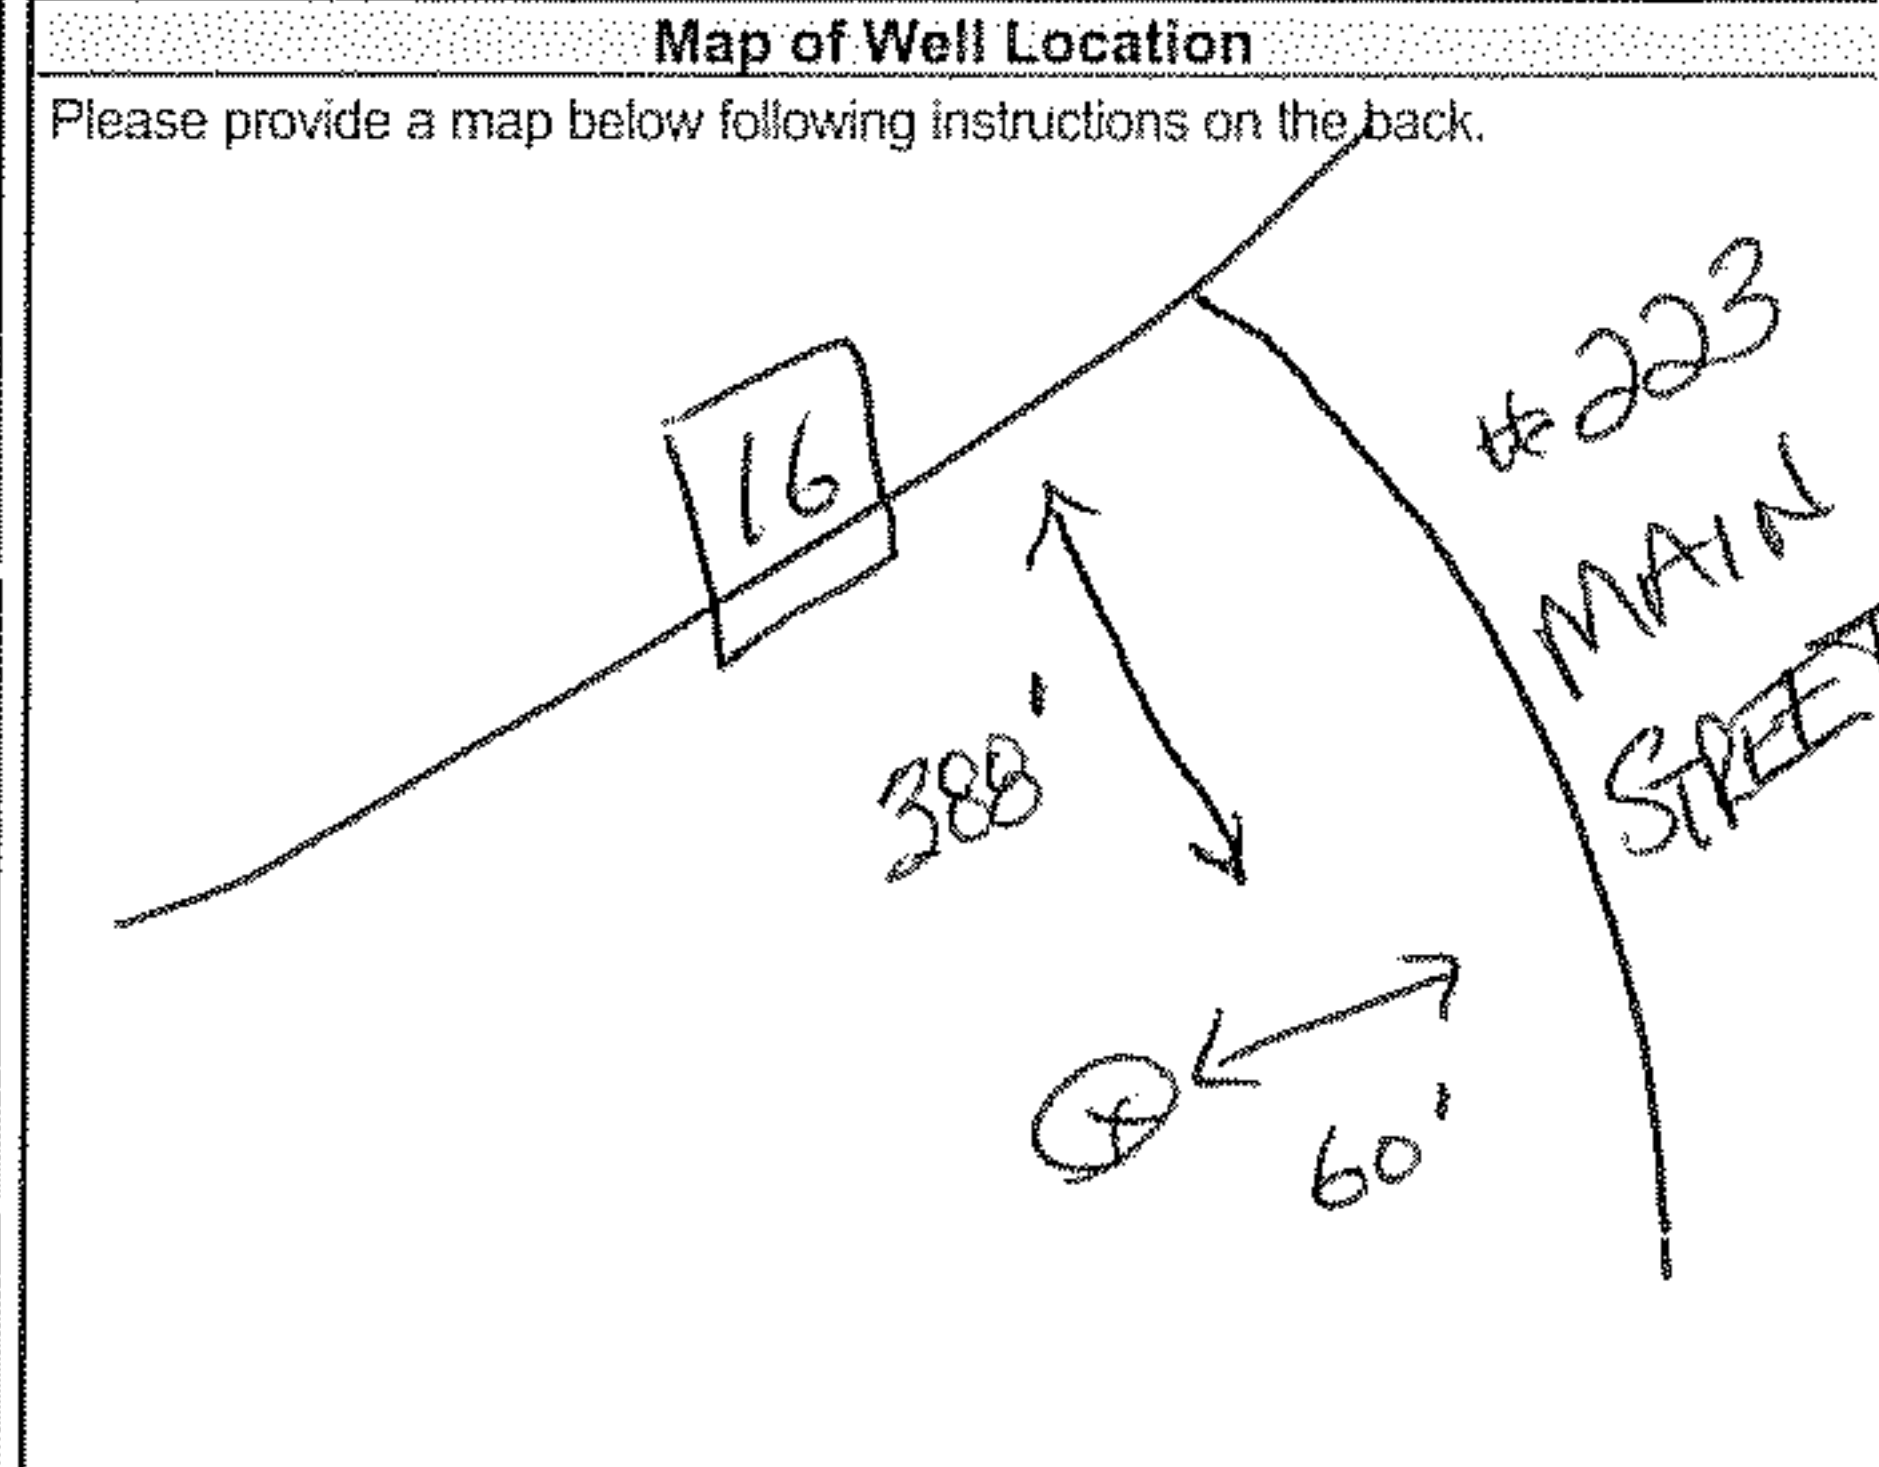 Map of Well Location
Please provide a map below following instructions on the back.
#223
MAIN
STREET
16
388'
60'
X